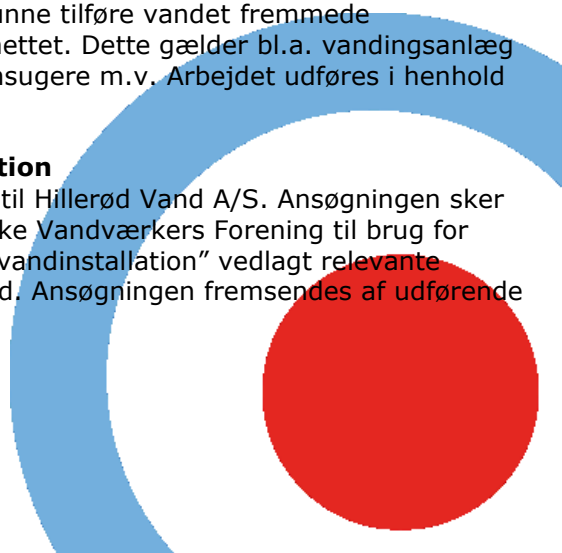 unne tilføre vandet fremmede
nettet. Dette gælder bl.a. vandingsanlæg
nsugere m.v. Arbejdet udføres i henhold
tion
til Hillerød Vand A/S. Ansøgningen sker
ke Vandværkers Forening til brug for
vandinstallation” vedlagt relevante
d. Ansøgningen fremsendes af udførende